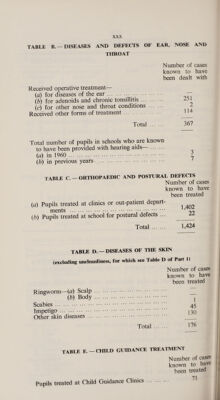 xxx
TABLE B. — DISEASES AND DEFECTS OF EAR, NOSE AND
THROAT
Number of cases
known to have
been dealt with
Received operative treatment—
(a) for diseases of the ear ... —
(b) for adenoids and chronic tonsillitis ... 251
(c) for other nose and throat conditions ... 2
Received other forms of treatment ... 114
Total ... 367
Total number of pupils in schools who are known
to have been provided with hearing aids—
(a) in 1960 ... 3
(b) in previous years ... 7
TABLE C. — ORTHOPAEDIC AND POSTURAL DEFECTS
Number of cases
known to have
been treated
(a) Pupils treated at clinics or out-patient depart-
ments ... 1,402
(b) Pupils treated at school for postural defects ... 22
Total ... 1,424
TABLE D. — DISEASES OF THE SKIN
(excluding uncleanliness, for which see Table D of Part I)
Number of cases
known to have
been treated
Ringworm—(a) Scalp ... —
(b) Body ... —
Scabies ... 1
Impetigo ... 45
Other skin diseases ... 130
Total ... 176
TABLE E. — CHILD GUIDANCE TREATMENT
Number of cases
known to have
been treated
Pupils treated at Child Guidance Clinics ... 71